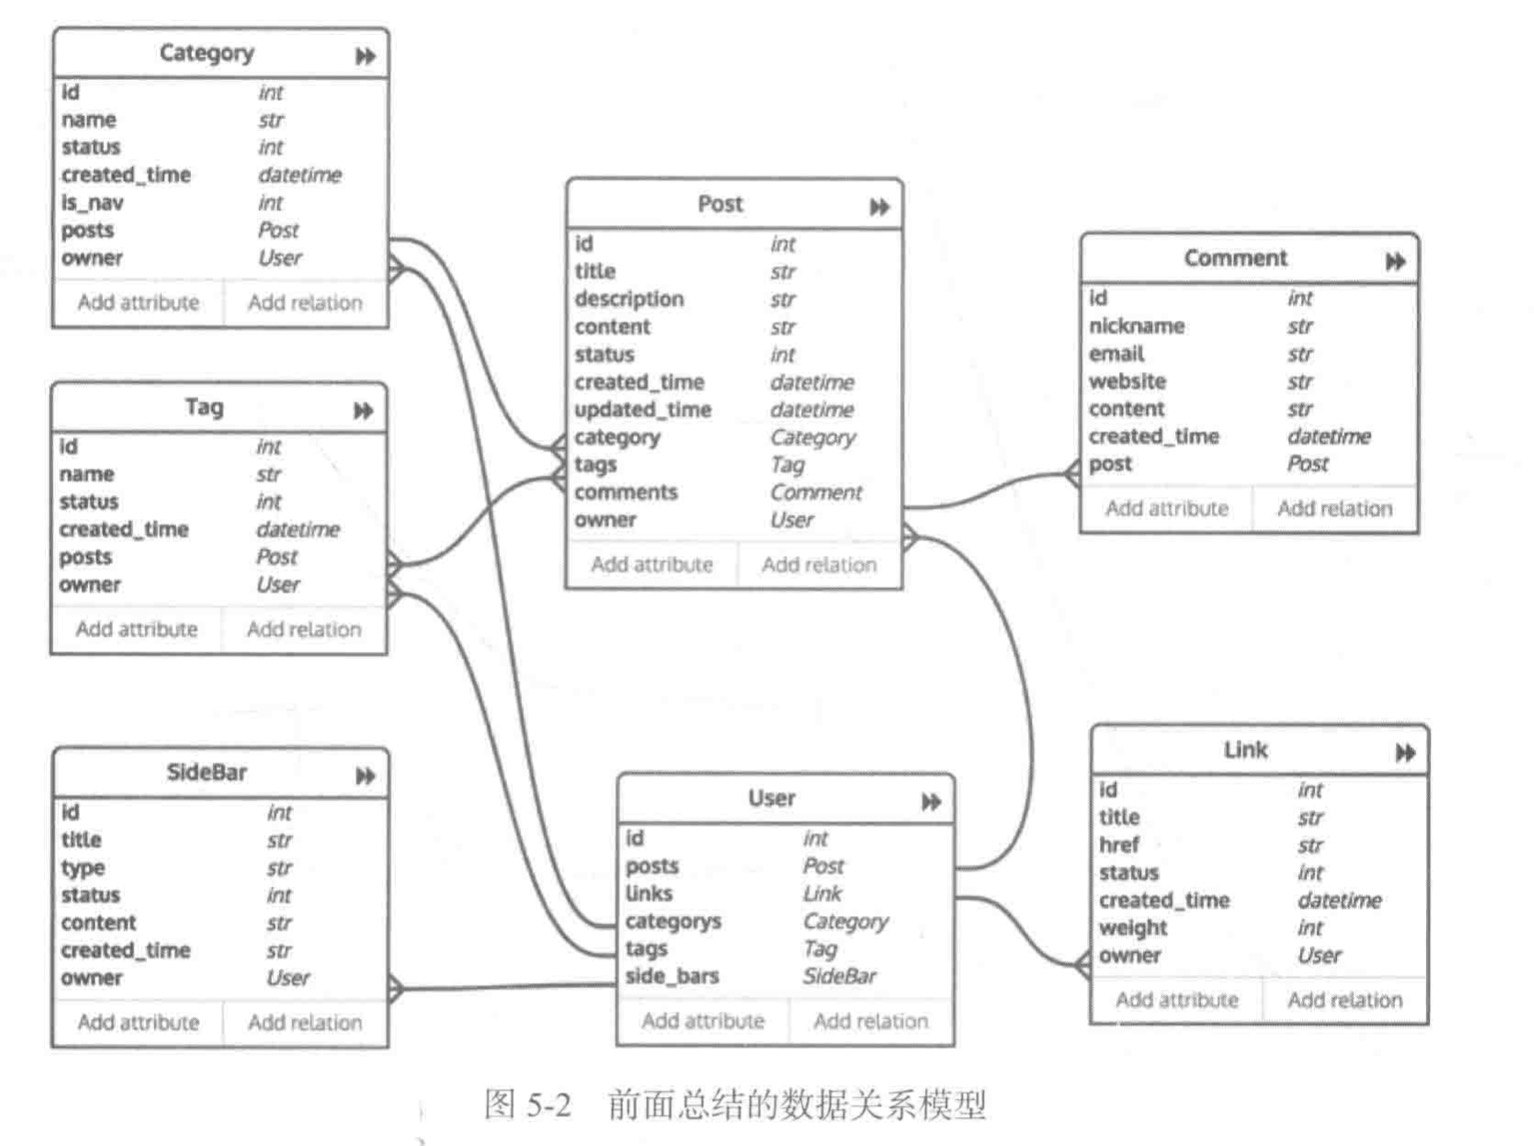 Category
id int
name str
status int
created_time datetime
is_nav int
posts Post
owner User
Add attribute Add relation
Tag
id int
name str
status int
created_time datetime
posts Post
owner User
Add attribute Add relation
SideBar
id int
title str
type str
status int
content str
created_time str
owner User
Add attribute Add relation
Post
id int
title str
description str
content str
status int
created_time datetime
updated_time datetime
category Category
tags Tag
comments Comment
owner User
Add attribute Add relation
User
id int
posts Post
links Link
categorys Category
tags Tag
side_bars SideBar
Add attribute Add relation
Comment
id int
nickname str
email str
website str
content str
created_time datetime
post Post
Add attribute Add relation
Link
id int
title str
href str
status int
created_time datetime
weight int
owner User
Add attribute Add relation
图 5-2 前面总结的数据关系模型